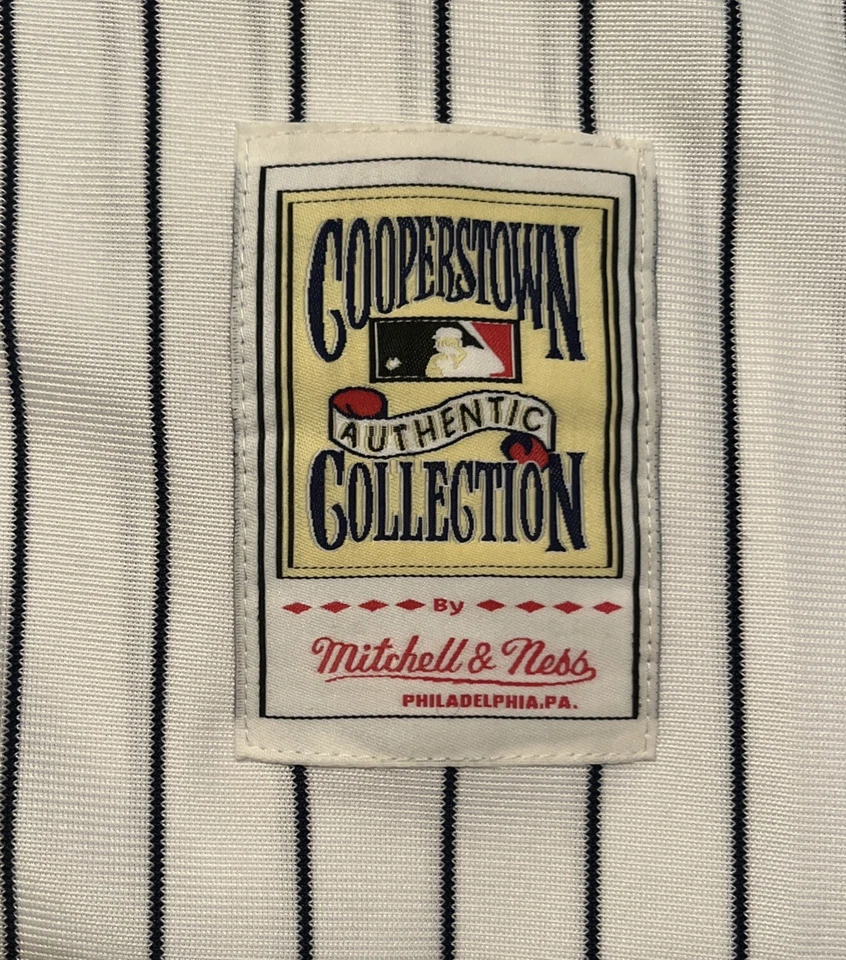 COOPERSTOWN
AUTHENTIC
COLLECTION
By
Mitchell & Ness
PHILADELPHIA,PA.